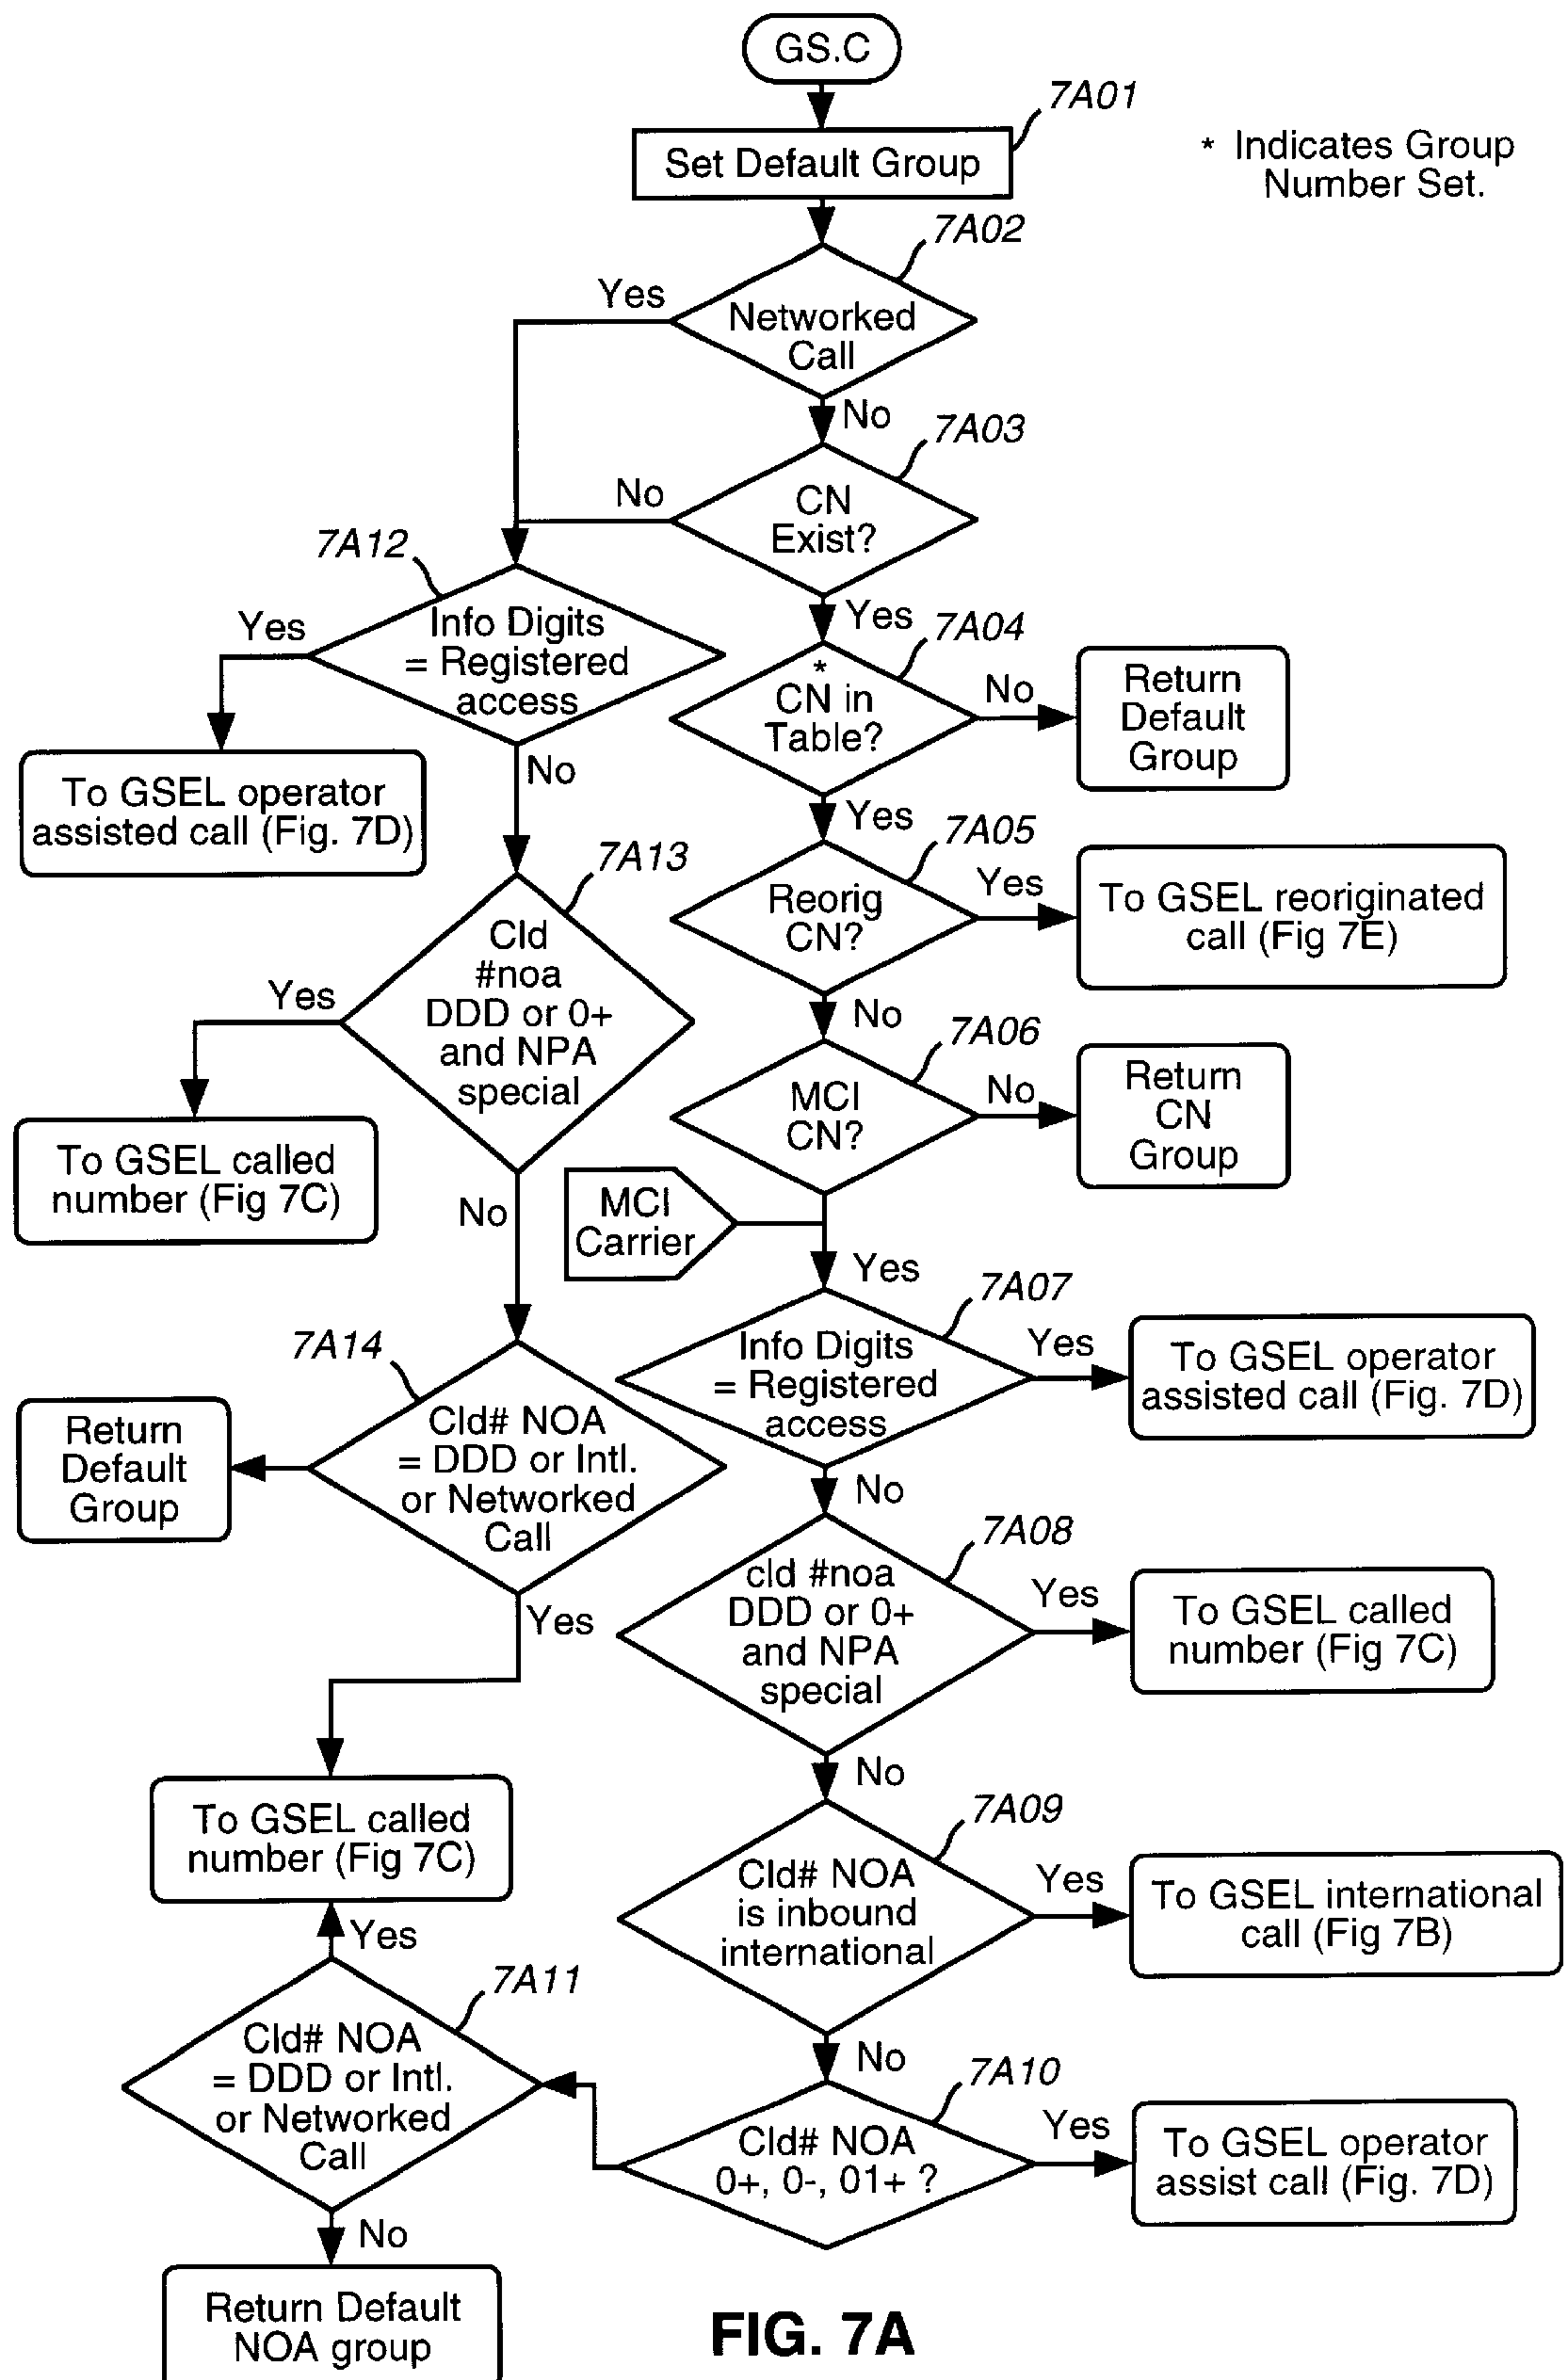 GS.C
7A01
Set Default Group
* Indicates Group
Number Set.
7A02
Yes
Networked
Call
No
7A03
No
CN
Exist?
7A12
Yes
Info Digits
= Registered
access
Yes
7A04
*
CN in
Table?
No
Return
Default
Group
To GSEL operator
assisted call (Fig. 7D)
No
Yes
7A05
Reorig
CN?
Yes
To GSEL reoriginated
call (Fig 7E)
7A13
Cld
#noa
DDD or 0+
and NPA
special
Yes
No
7A06
MCI
CN?
No
Return
CN
Group
To GSEL called
number (Fig 7C)
No
MCI
Carrier
Yes
7A07
Info Digits
= Registered
access
Yes
To GSEL operator
assisted call (Fig. 7D)
7A14
Cld# NOA
= DDD or Intl.
or Networked
Call
Return
Default
Group
No
7A08
cld #noa
DDD or 0+
and NPA
special
Yes
To GSEL called
number (Fig 7C)
Yes
No
To GSEL called
number (Fig 7C)
7A09
Cld# NOA
is inbound
international
Yes
To GSEL international
call (Fig 7B)
Yes
7A11
Cld# NOA
= DDD or Intl.
or Networked
Call
No
7A10
Cld# NOA
0+, 0-, 01+ ?
Yes
To GSEL operator
assist call (Fig. 7D)
No
Return Default
NOA group
FIG. 7A